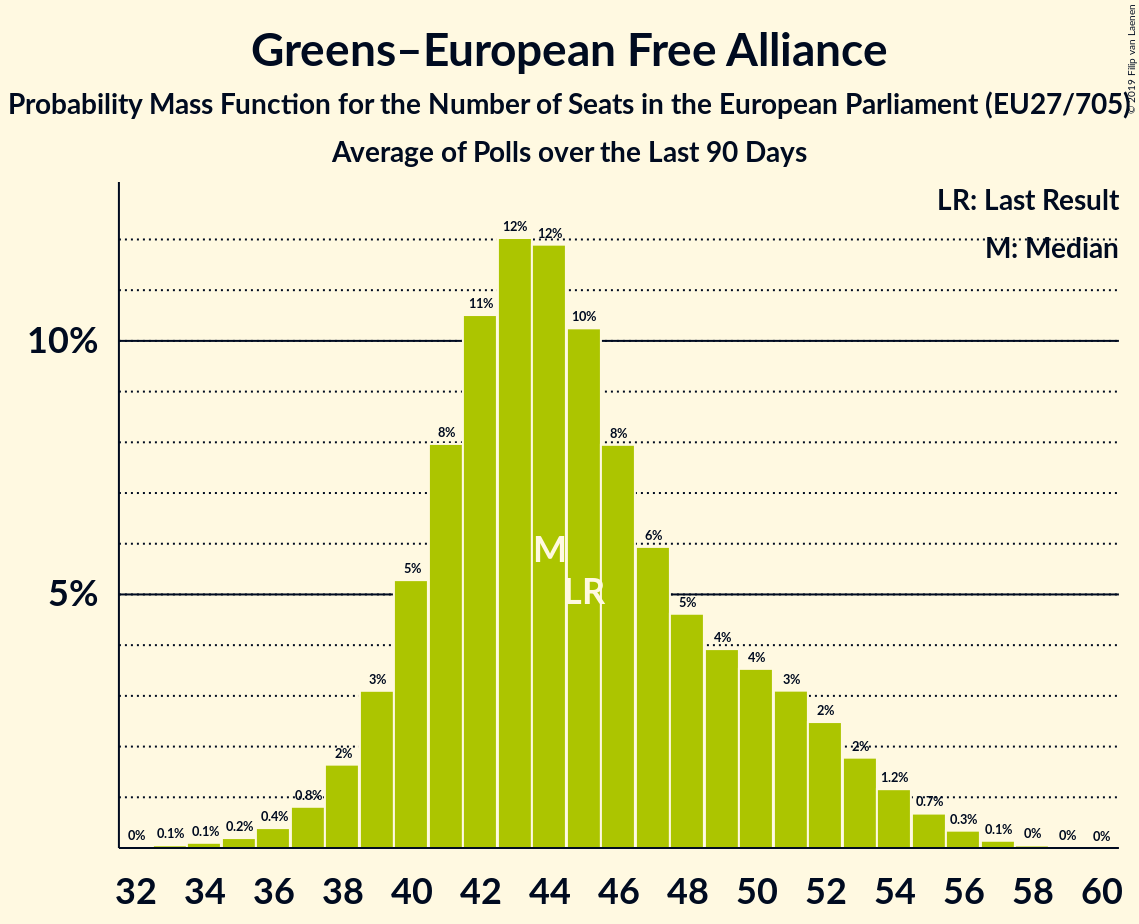 Greens–European Free Alliance
Probability Mass Function for the Number of Seats in the European Parliament (EU27/705)
Average of Polls over the Last 90 Days
© 2019 Filip van Laenen
LR: Last Result
M: Median
10%
5%
0% 0.1% 0.1% 0.2% 0.4% 0.8% 2% 3% 5% 8% 11% 12% 12% 10% 8% 6% 5% 4% 4% 3% 2% 2% 1.2% 0.7% 0.3% 0.1% 0% 0% 0%
M
LR
32 34 36 38 40 42 44 46 48 50 52 54 56 58 60